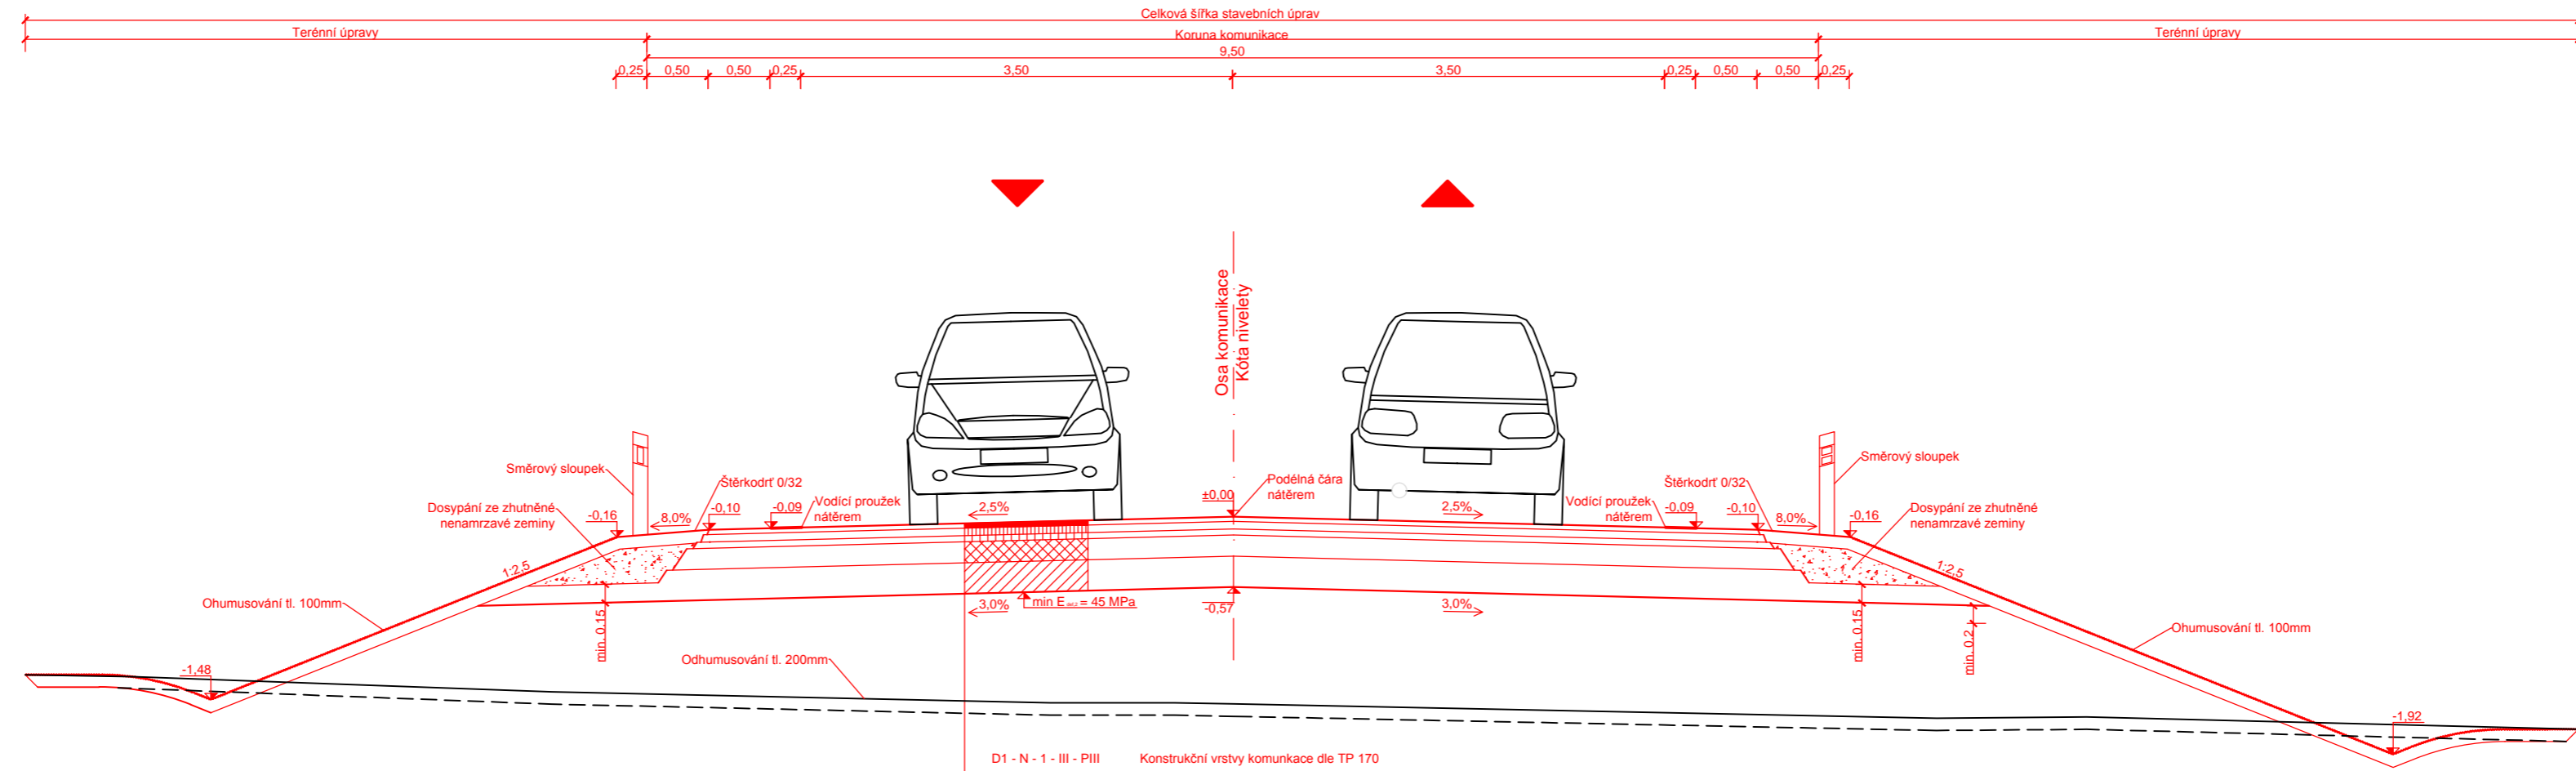 Celková šířka stavebních úprav
Terénní úpravy
Koruna komunikace
Terénní úpravy
9,50
0,25 0,50 0,50 0,25 3,50 3,50 0,25 0,50 0,50 0,25
Osa komunikace
Kóta nivelety
Směrový sloupek
Směrový sloupek
Štěrkodrť 0/32
Podélná čára
nátěrem
Štěrkodrť 0/32
Dosypání ze zhutněné
nenamrzavé zeminy
Vodící proužek
nátěrem
Vodící proužek
nátěrem
Dosypání ze zhutněné
nenamrzavé zeminy
-0,16
8,0%
-0,10
-0,09
2,5%
±0,00
2,5%
-0,09
-0,10
8,0%
-0,16
1:2,5
1:2,5
Ohumusování tl. 100mm
min. 0,15
3,0%
min E = 45 MPa
-0,57
3,0%
min. 0,15
min. 0,2
Ohumusování tl. 100mm
-1,48
Odhumusování tl. 200mm
-1,92
D1 - N - 1 - III - PIII Konstrukční vrstvy komunkace dle TP 170